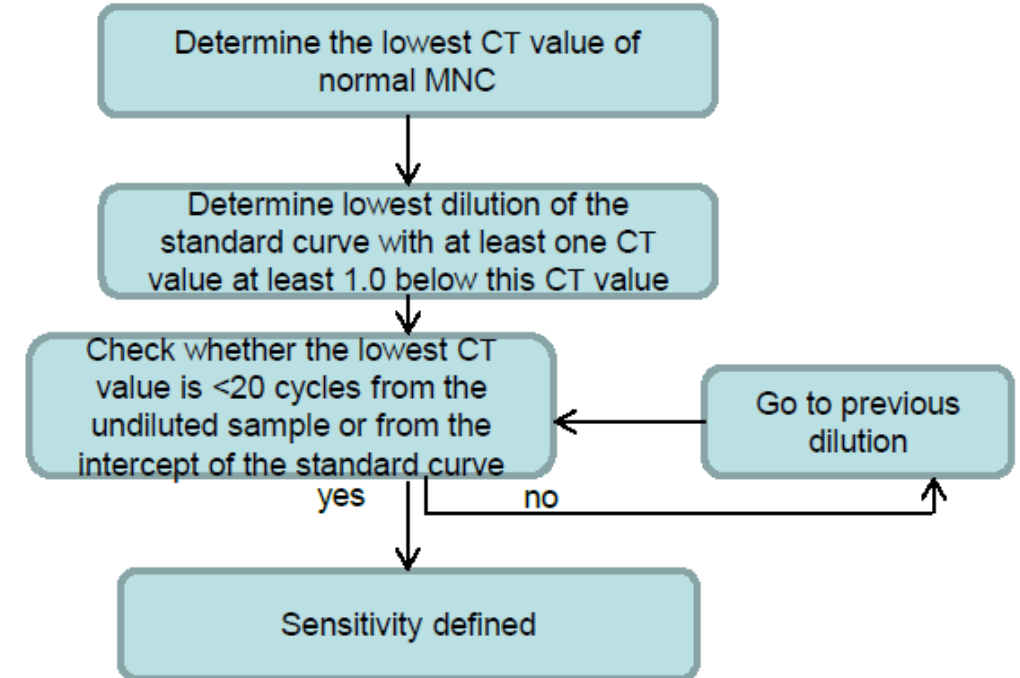 Determine the lowest CT value of
normal MNC
Determine lowest dilution of the
standard curve with at least one CT
value at least 1.0 below this CT value
Check whether the lowest CT
value is <20 cycles from the
undiluted sample or from the
intercept of the standard curve
Go to previous
dilution
yes
no
Sensitivity defined